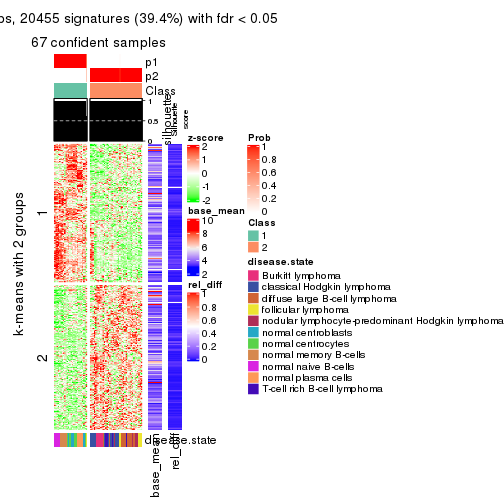 ps, 20455 signatures (39.4%) with fdr < 0.05
67 confident samples
p1
p2
Class
1
0.5
0
silhouette
Silhouette
score
k-means with 2 groups
1
2
z-score
2
1
0
-1
-2
base_mean
10
8
6
4
2
rel_diff
1
0.8
0.6
0.4
0.2
0
Prob
1
0.8
0.6
0.4
0.2
0
Class
1
2
disease.state
Burkitt lymphoma
classical Hodgkin lymphoma
diffuse large B-cell lymphoma
follicular lymphoma
nodular lymphocyte-predominant Hodgkin lymphoma
normal centroblasts
normal centrocytes
normal memory B-cells
normal naive B-cells
normal plasma cells
T-cell rich B-cell lymphoma
disease.state
base_mean
rel_diff